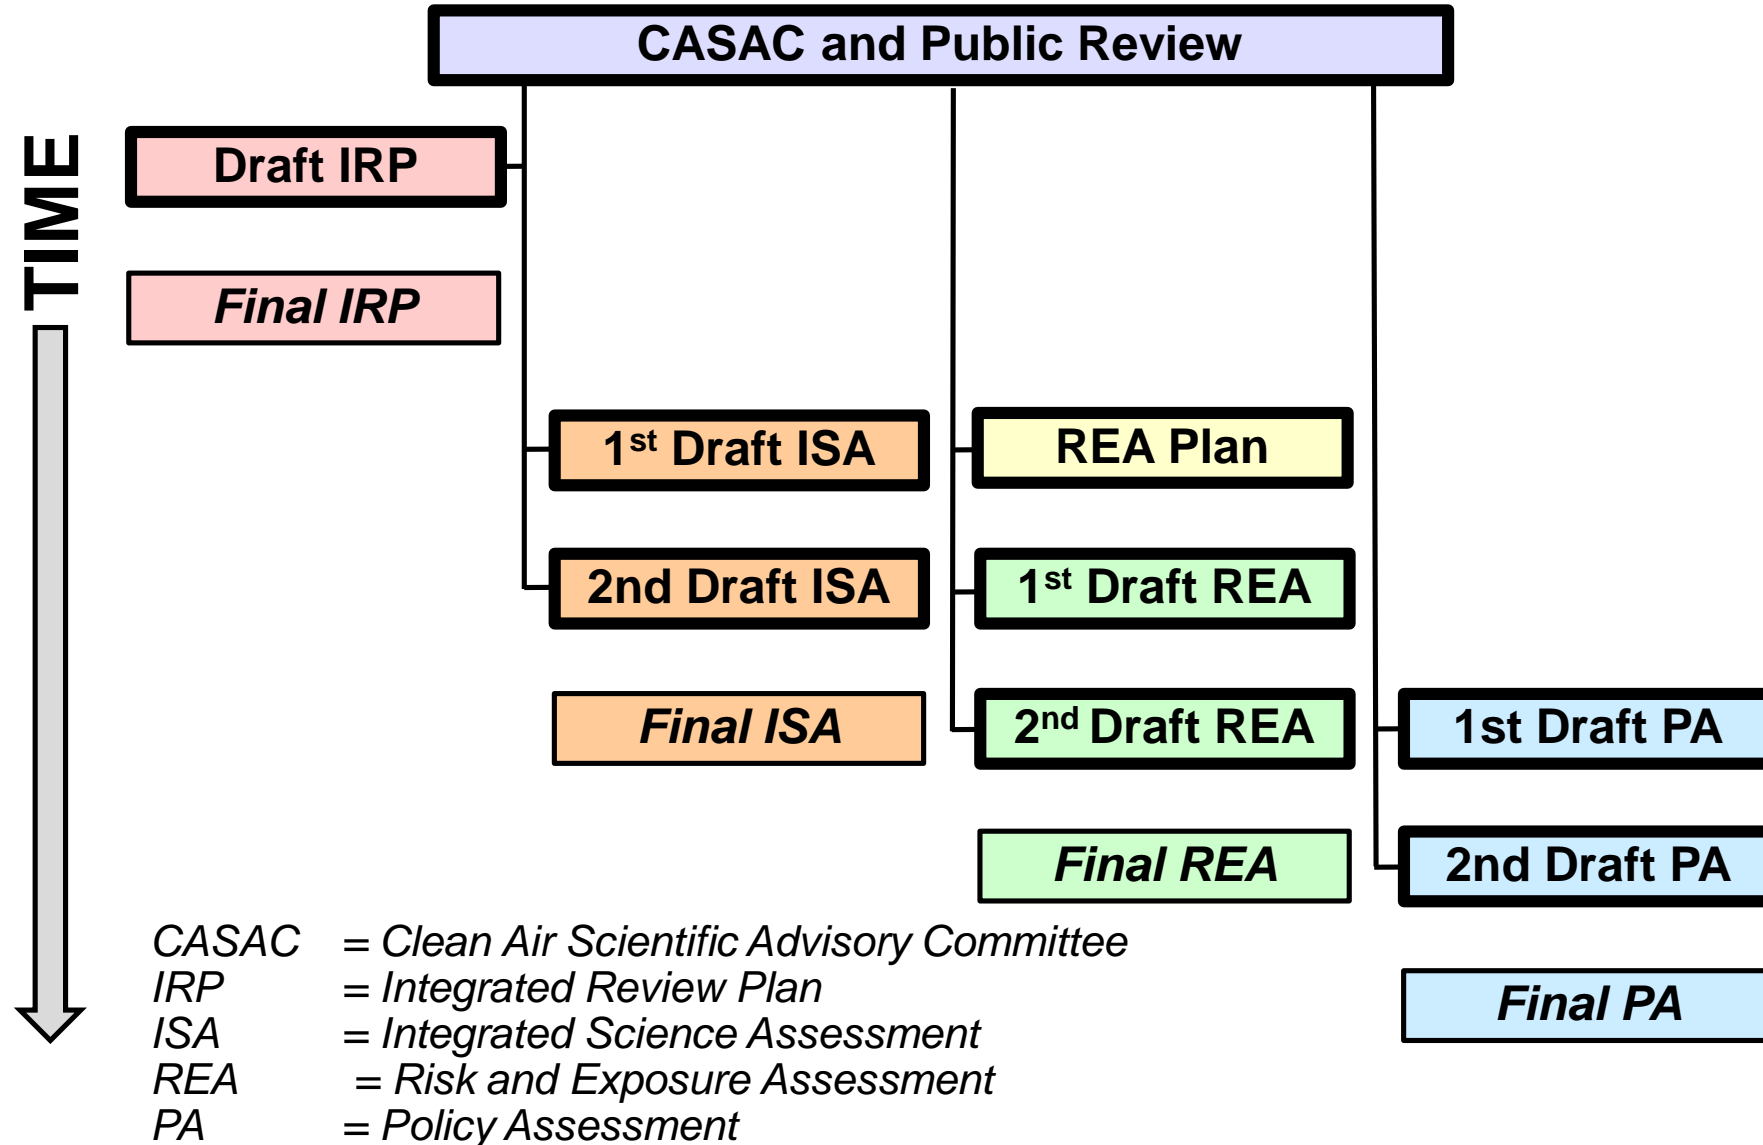 CASAC and Public Review
TIME
Draft IRP
Final IRP
1st Draft ISA
REA Plan
2nd Draft ISA
1st Draft REA
Final ISA
2nd Draft REA
1st Draft PA
Final REA
2nd Draft PA
Final PA
CASAC = Clean Air Scientific Advisory Committee
IRP = Integrated Review Plan
ISA = Integrated Science Assessment
REA = Risk and Exposure Assessment
PA = Policy Assessment